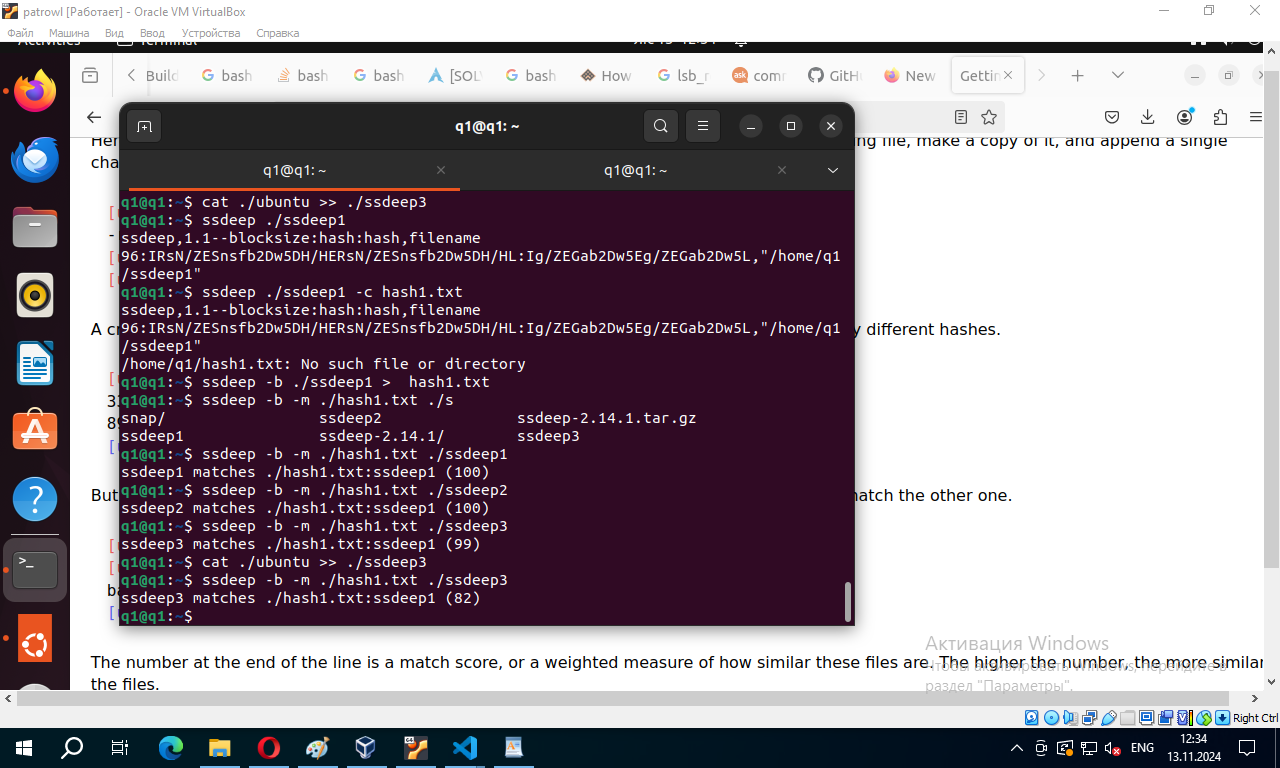 patrowl [Работает] - Oracle VM VirtualBox
Файл Машина Вид Ввод Устройства Справка
Activities Terminal
Build bash bash bash [SOL bash How lsb_r comr GitHu New Gettin
ng file, make a copy of it, and append a single
cha
q1@q1: ~
q1@q1: ~ q1@q1: ~
q1@q1:~$ cat ./ubuntu >> ./ssdeep3
q1@q1:~$ ssdeep ./ssdeep1
ssdeep,1.1--blocksize:hash:hash,filename
96:IRsN/ZESnsfb2Dw5DH/HERsN/ZESnsfb2Dw5DH/HL:Ig/ZEGab2Dw5Eg/ZEGab2Dw5L,"/home/q1
/ssdeep1"
q1@q1:~$ ssdeep ./ssdeep1 -c hash1.txt
ssdeep,1.1--blocksize:hash:hash,filename
96:IRsN/ZESnsfb2Dw5DH/HERsN/ZESnsfb2Dw5DH/HL:Ig/ZEGab2Dw5Eg/ZEGab2Dw5L,"/home/q1
/ssdeep1"
/home/q1/hash1.txt: No such file or directory
q1@q1:~$ ssdeep -b ./ssdeep1 >  hash1.txt
q1@q1:~$ ssdeep -b -m ./hash1.txt ./s
snap/ ssdeep2 ssdeep-2.14.1.tar.gz
ssdeep1 ssdeep-2.14.1/ ssdeep3
q1@q1:~$ ssdeep -b -m ./hash1.txt ./ssdeep1
ssdeep1 matches ./hash1.txt:ssdeep1 (100)
q1@q1:~$ ssdeep -b -m ./hash1.txt ./ssdeep2
ssdeep2 matches ./hash1.txt:ssdeep1 (100)
q1@q1:~$ ssdeep -b -m ./hash1.txt ./ssdeep3
ssdeep3 matches ./hash1.txt:ssdeep1 (99)
q1@q1:~$ cat ./ubuntu >> ./ssdeep3
q1@q1:~$ ssdeep -b -m ./hash1.txt ./ssdeep3
ssdeep3 matches ./hash1.txt:ssdeep1 (82)
q1@q1:~$
A cr y different hashes.
But match the other one.
The number at the end of the line is a match score, or a weighted measure of how similar these files are. The higher the number, the more similar
the files.
Активация Windows
Чтобы активировать Windows, перейдите в
раздел "Параметры".
Right Ctrl
ENG 12:34
13.11.2024